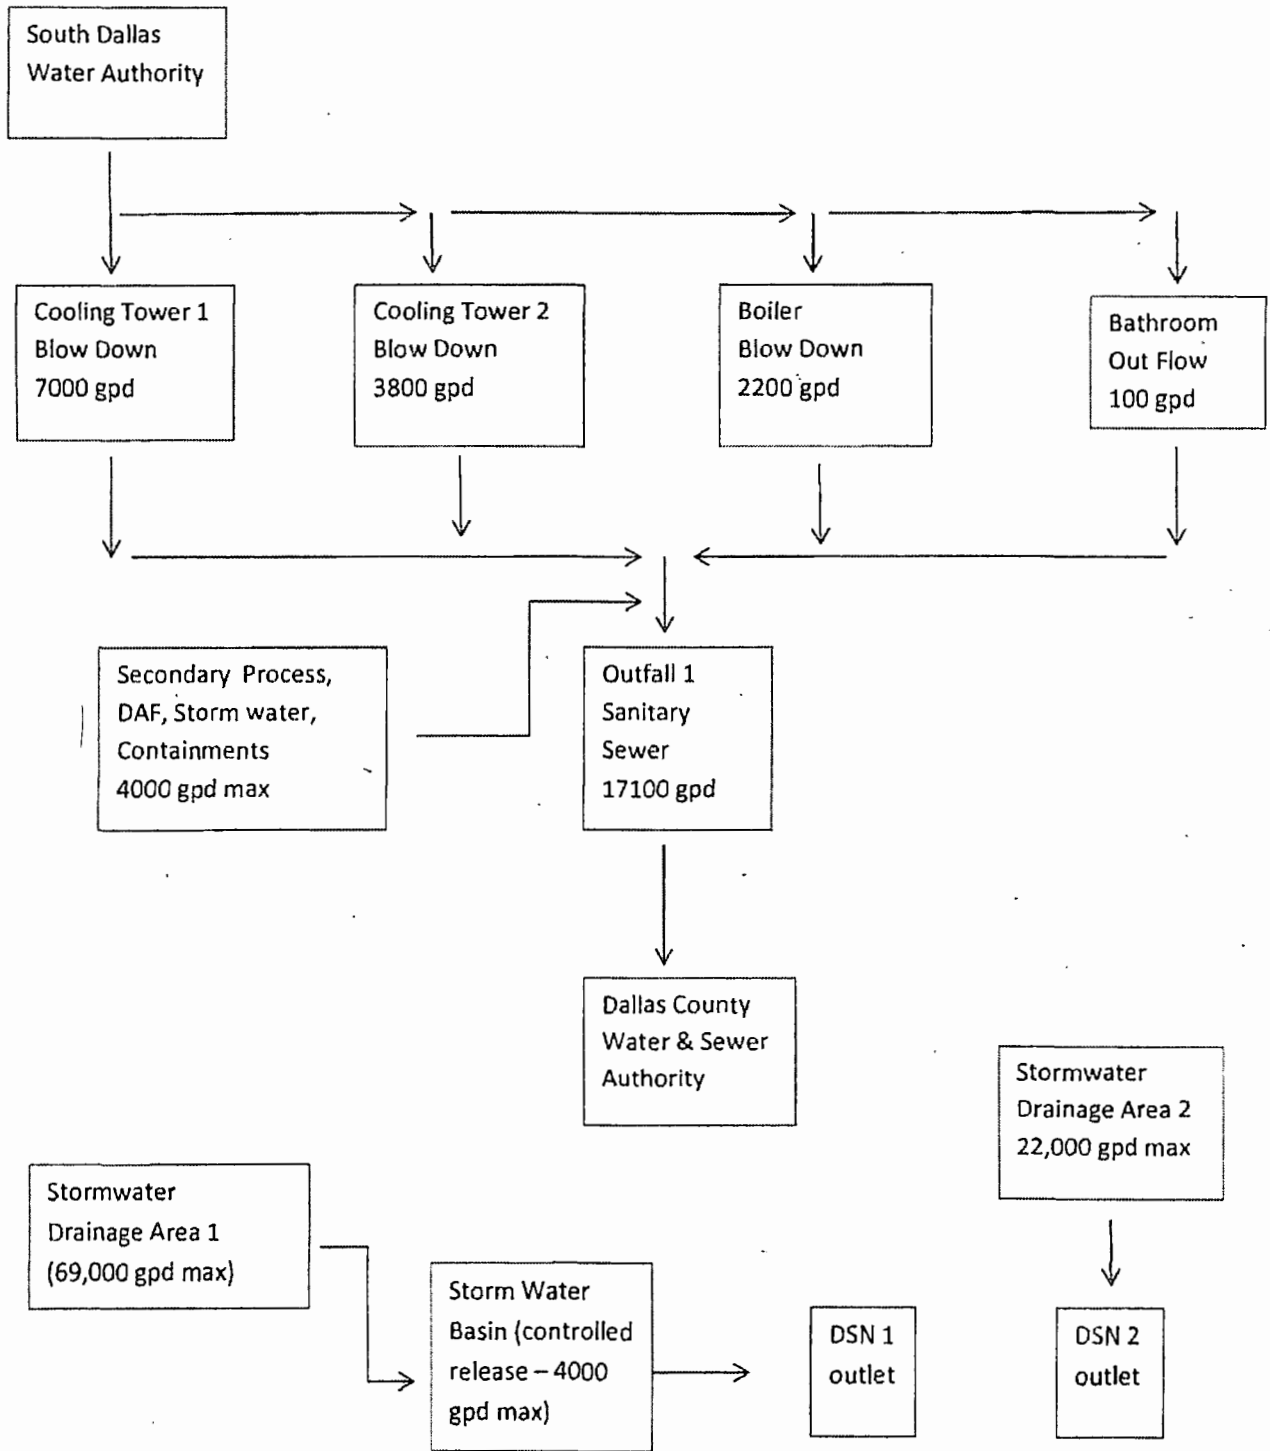 South Dallas
Water Authority
Cooling Tower 1
Blow Down
7000 gpd
Cooling Tower 2
Blow Down
3800 gpd
Boiler
Blow Down
2200 gpd
Bathroom
Out Flow
100 gpd
Secondary Process,
DAF, Storm water,
Containments
4000 gpd max
Outfall 1
Sanitary
Sewer
17100 gpd
Dallas County
Water & Sewer
Authority
Stormwater
Drainage Area 2
22,000 gpd max
Stormwater
Drainage Area 1
(69,000 gpd max)
Storm Water
Basin (controlled
release – 4000
gpd max)
DSN 1
outlet
DSN 2
outlet